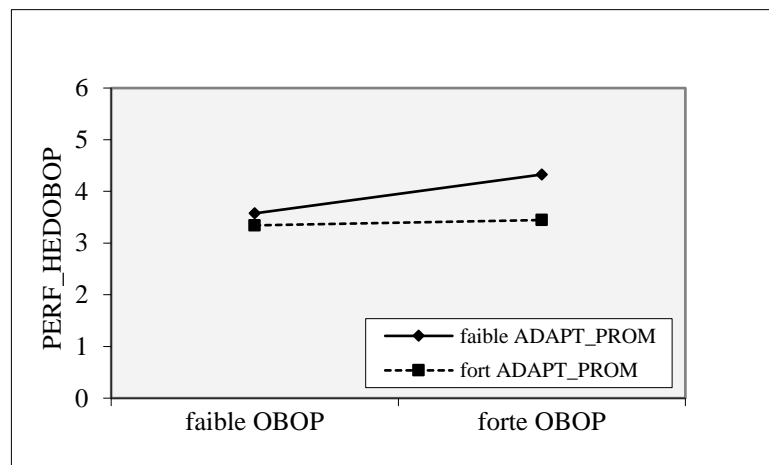 6
5
4
3
2
1
0
PERF_HEDOBOP
faible ADAPT_PROM
fort ADAPT_PROM
faible OBOP
forte OBOP